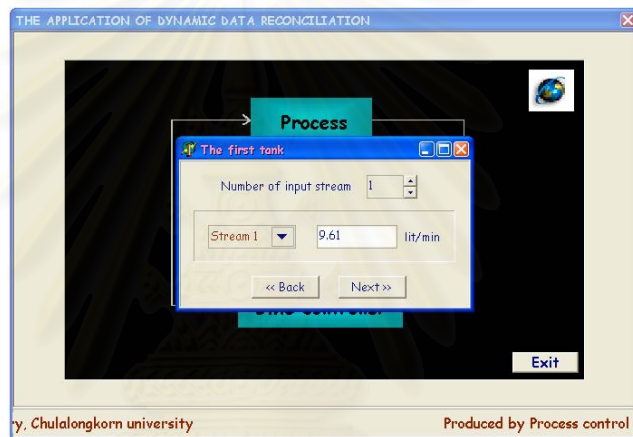 THE APPLICATION OF DYNAMIC DATA RECONCILIATION
Process
The first tank
Number of input stream 1
Stream 1 9.61 lit/min
<< Back Next >>
Exit
y, Chulalongkorn university Produced by Process control